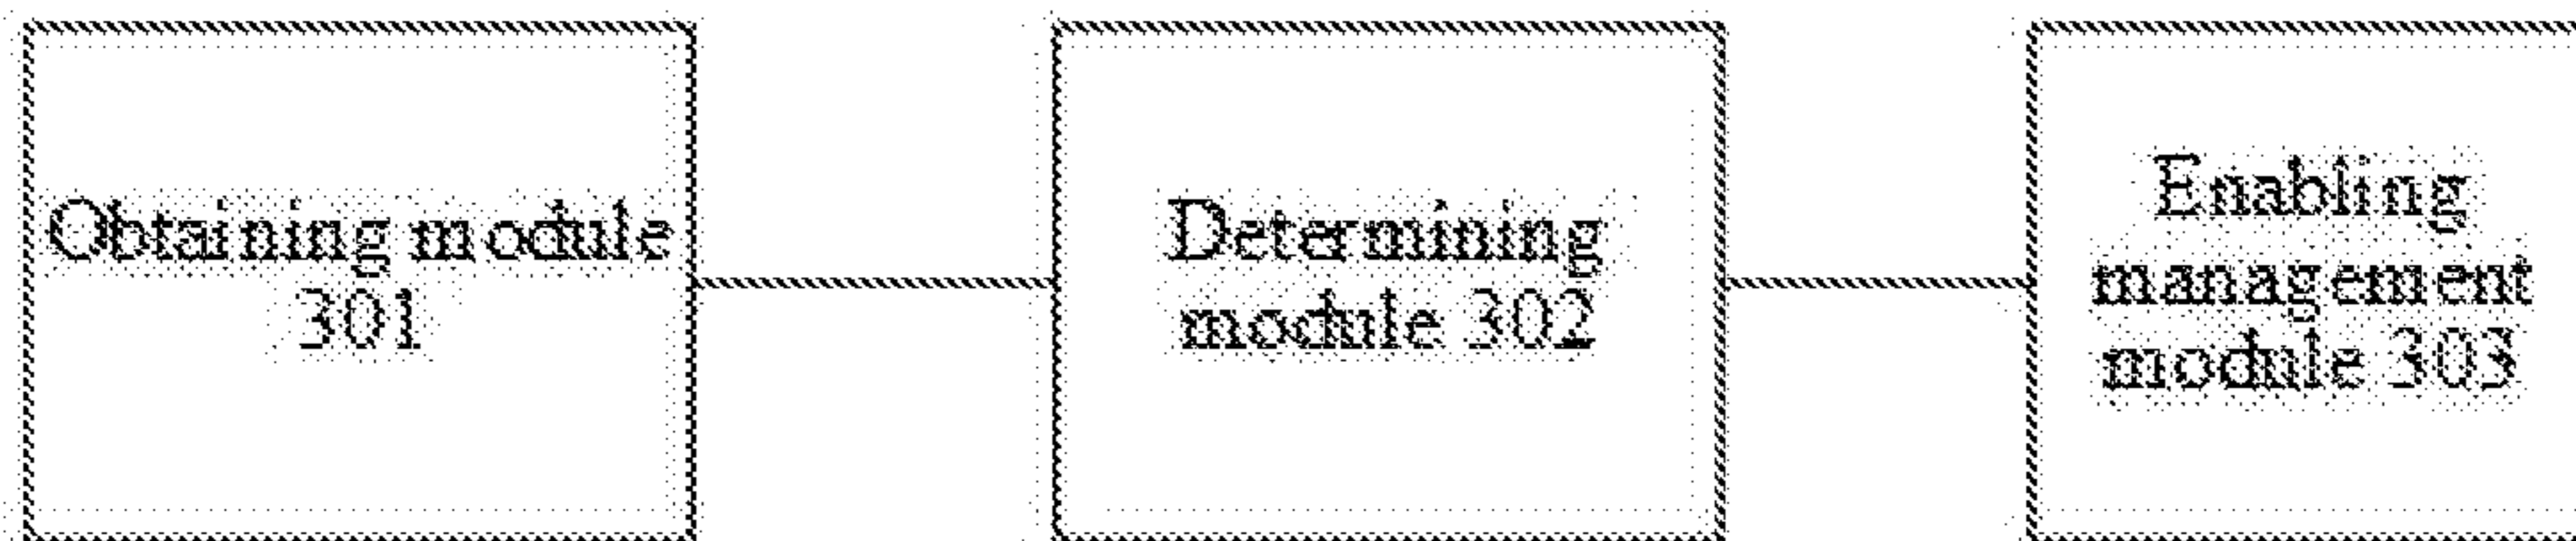 Obtaining module
301
Determining
module 302
Enabling
management
module 303